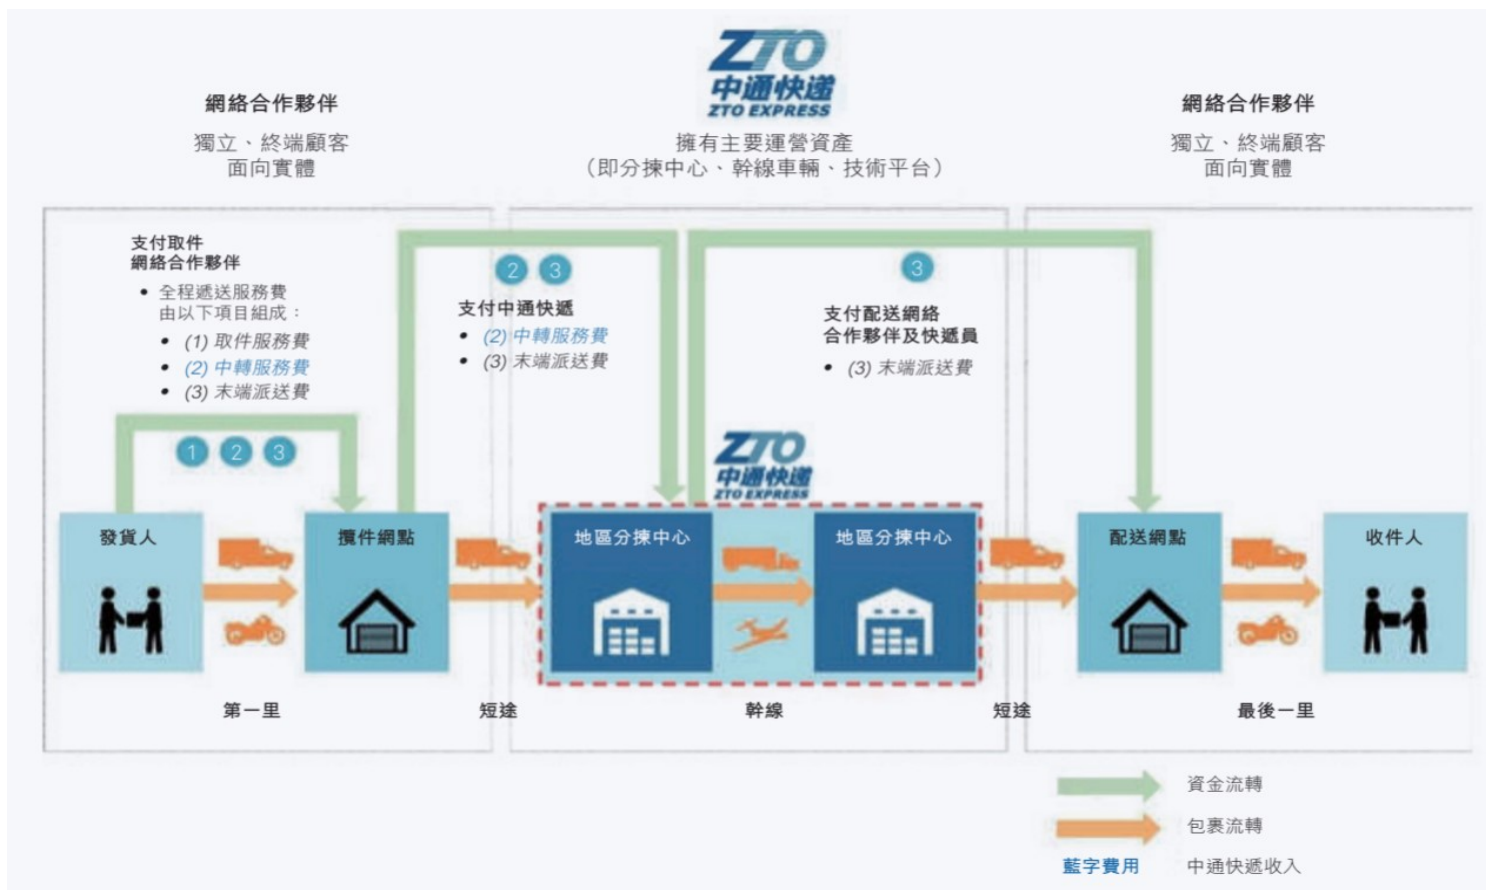 ZTO
中通快遞
ZTO EXPRESS
網絡合作夥伴
獨立、終端顧客
面向實體
擁有主要運營資產
（即分揀中心、幹線車輛、技術平台）
網絡合作夥伴
獨立、終端顧客
面向實體
支付取件
網絡合作夥伴
• 全程遞送服務費
由以下項目組成：
• (1) 取件服務費
• (2) 中轉服務費
• (3) 末端派送費
1 2 3
2 3
支付中通快遞
• (2) 中轉服務費
• (3) 末端派送費
3
支付配送網絡
合作夥伴及快遞員
• (3) 末端派送費
ZTO
中通快遞
ZTO EXPRESS
發貨人
攬件網點
地區分揀中心
地區分揀中心
配送網點
收件人
第一里
短途
幹線
短途
最後一里
資金流轉
包裹流轉
藍字費用 中通快遞收入